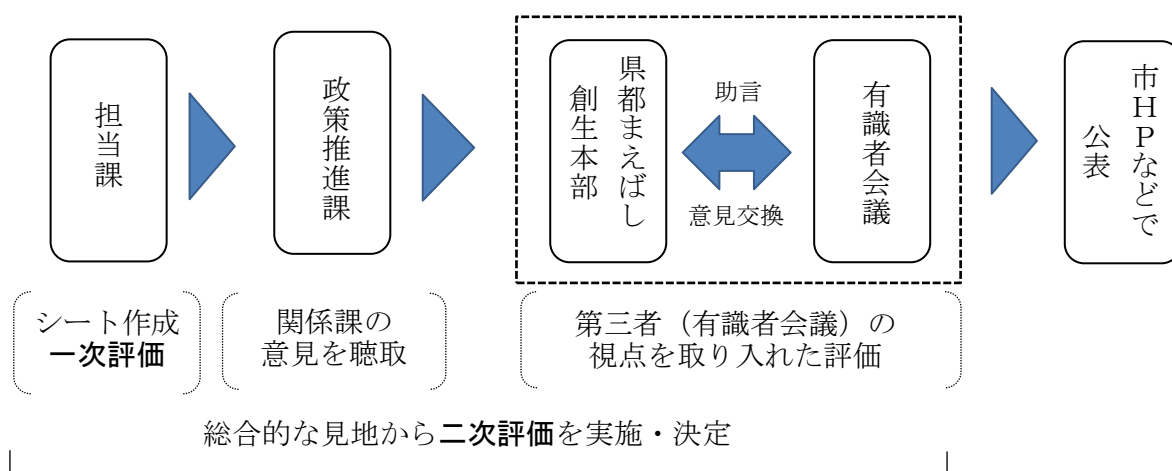 担当課
政策推進課
県都まえばし
創生本部
助言
意見交換
有識者会議
市ＨＰなどで
公表
シート作成
一次評価
関係課の
意見を聴取
第三者（有識者会議）の
視点を取り入れた評価
総合的な見地から二次評価を実施・決定